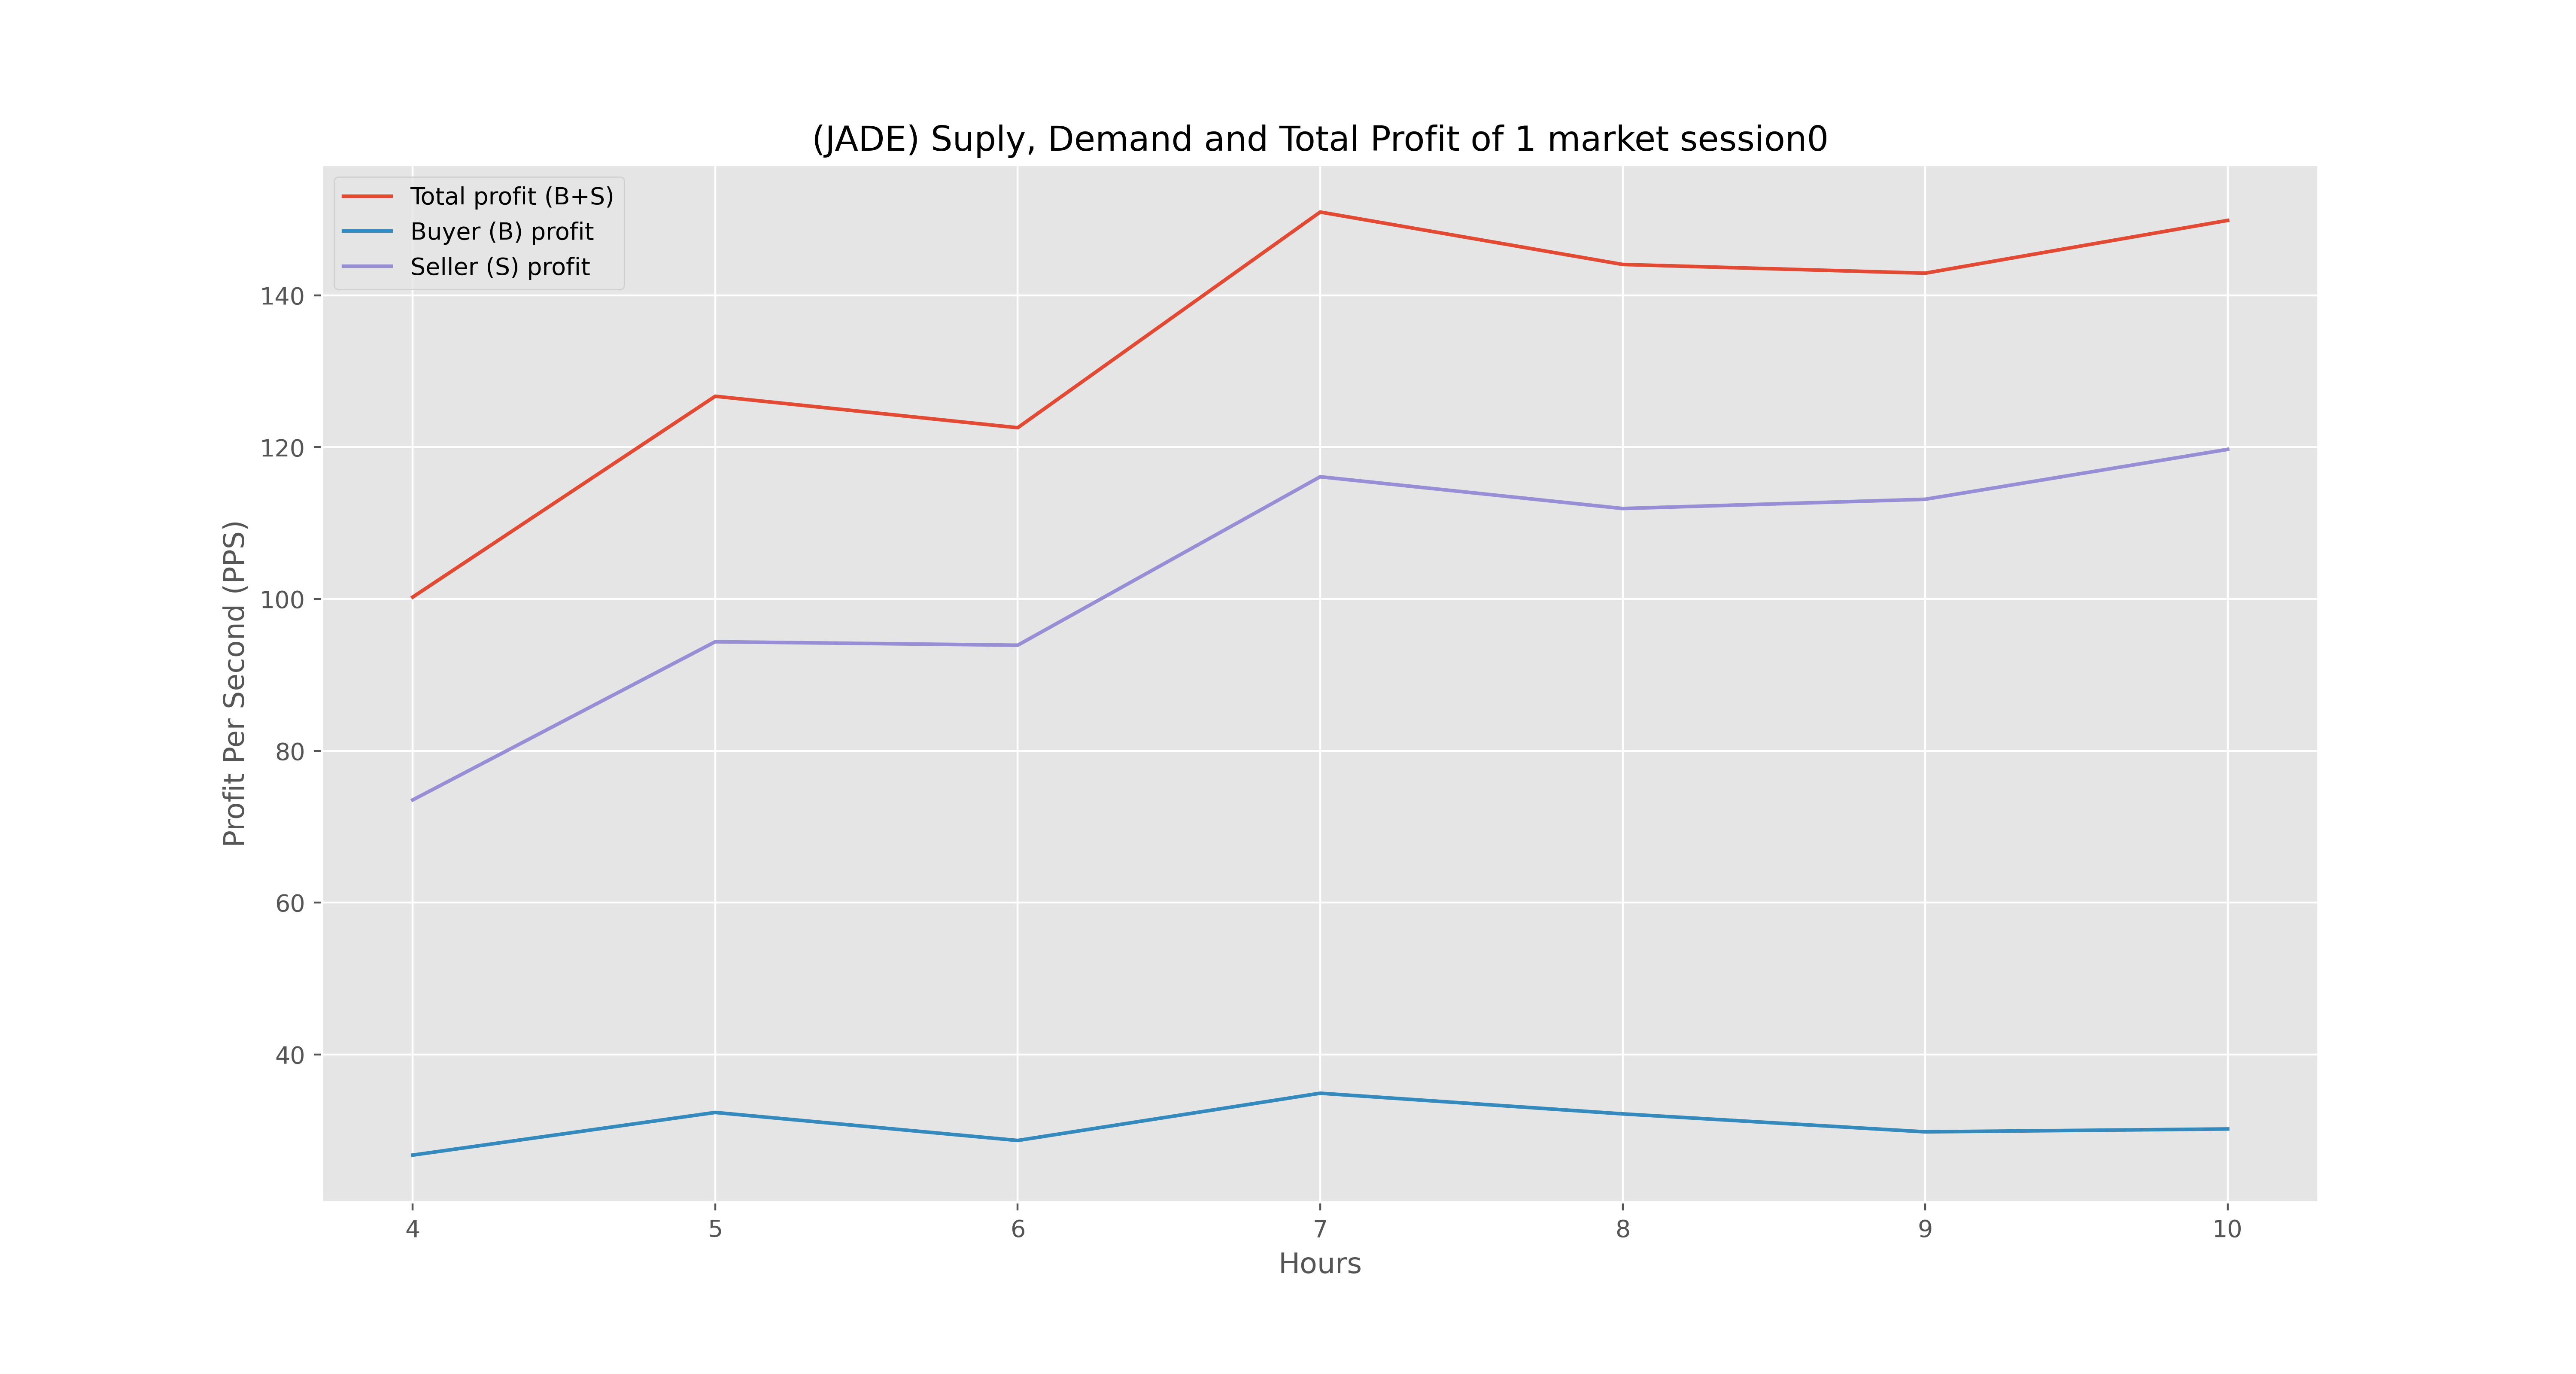 (JADE) Suply, Demand and Total Profit of 1 market session0
Total profit (B+S)
Buyer (B) profit
Seller (S) profit
Profit Per Second (PPS)
140
120
100
80
60
40
4 5 6 7 8 9 10
Hours